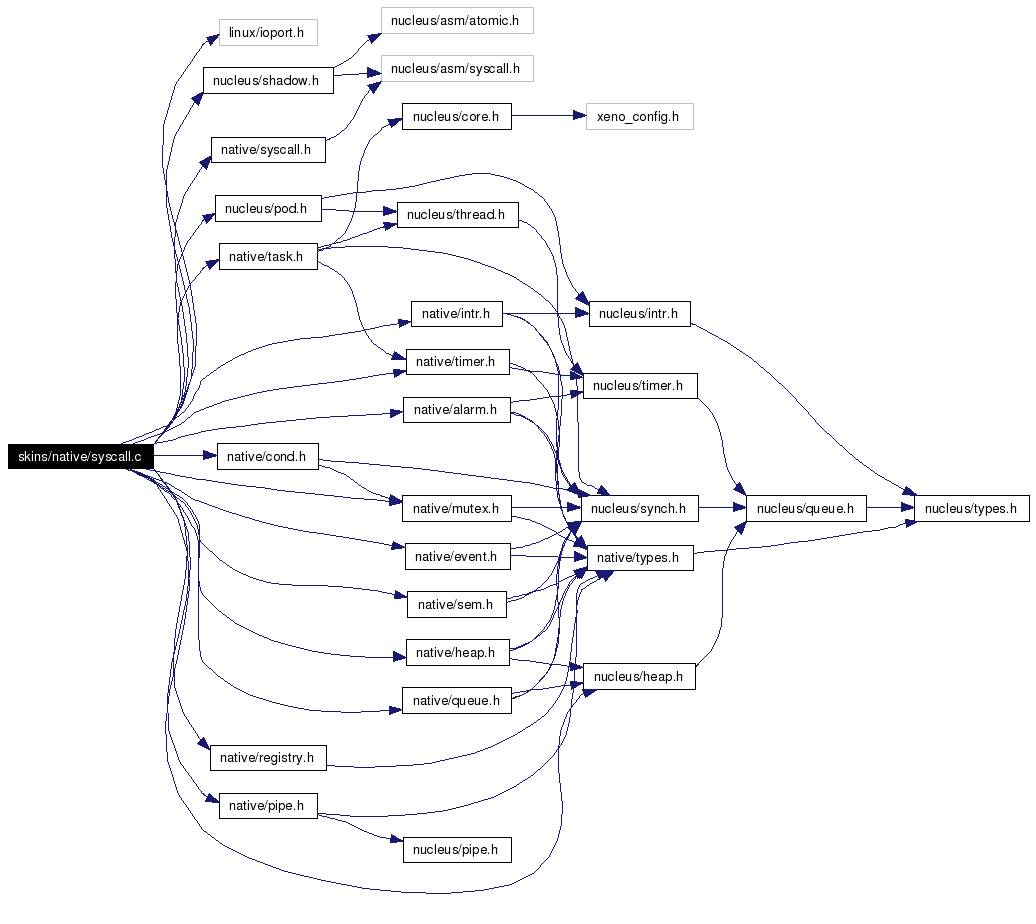 linux/ioport.h
nucleus/asm/atomic.h
nucleus/shadow.h
nucleus/asm/syscall.h
nucleus/core.h
xeno_config.h
native/syscall.h
nucleus/pod.h
nucleus/thread.h
native/task.h
native/intr.h
nucleus/intr.h
native/timer.h
nucleus/timer.h
native/alarm.h
skins/native/syscall.c
native/cond.h
native/mutex.h
nucleus/synch.h
nucleus/queue.h
nucleus/types.h
native/event.h
native/types.h
native/sem.h
native/heap.h
nucleus/heap.h
native/queue.h
native/registry.h
native/pipe.h
nucleus/pipe.h